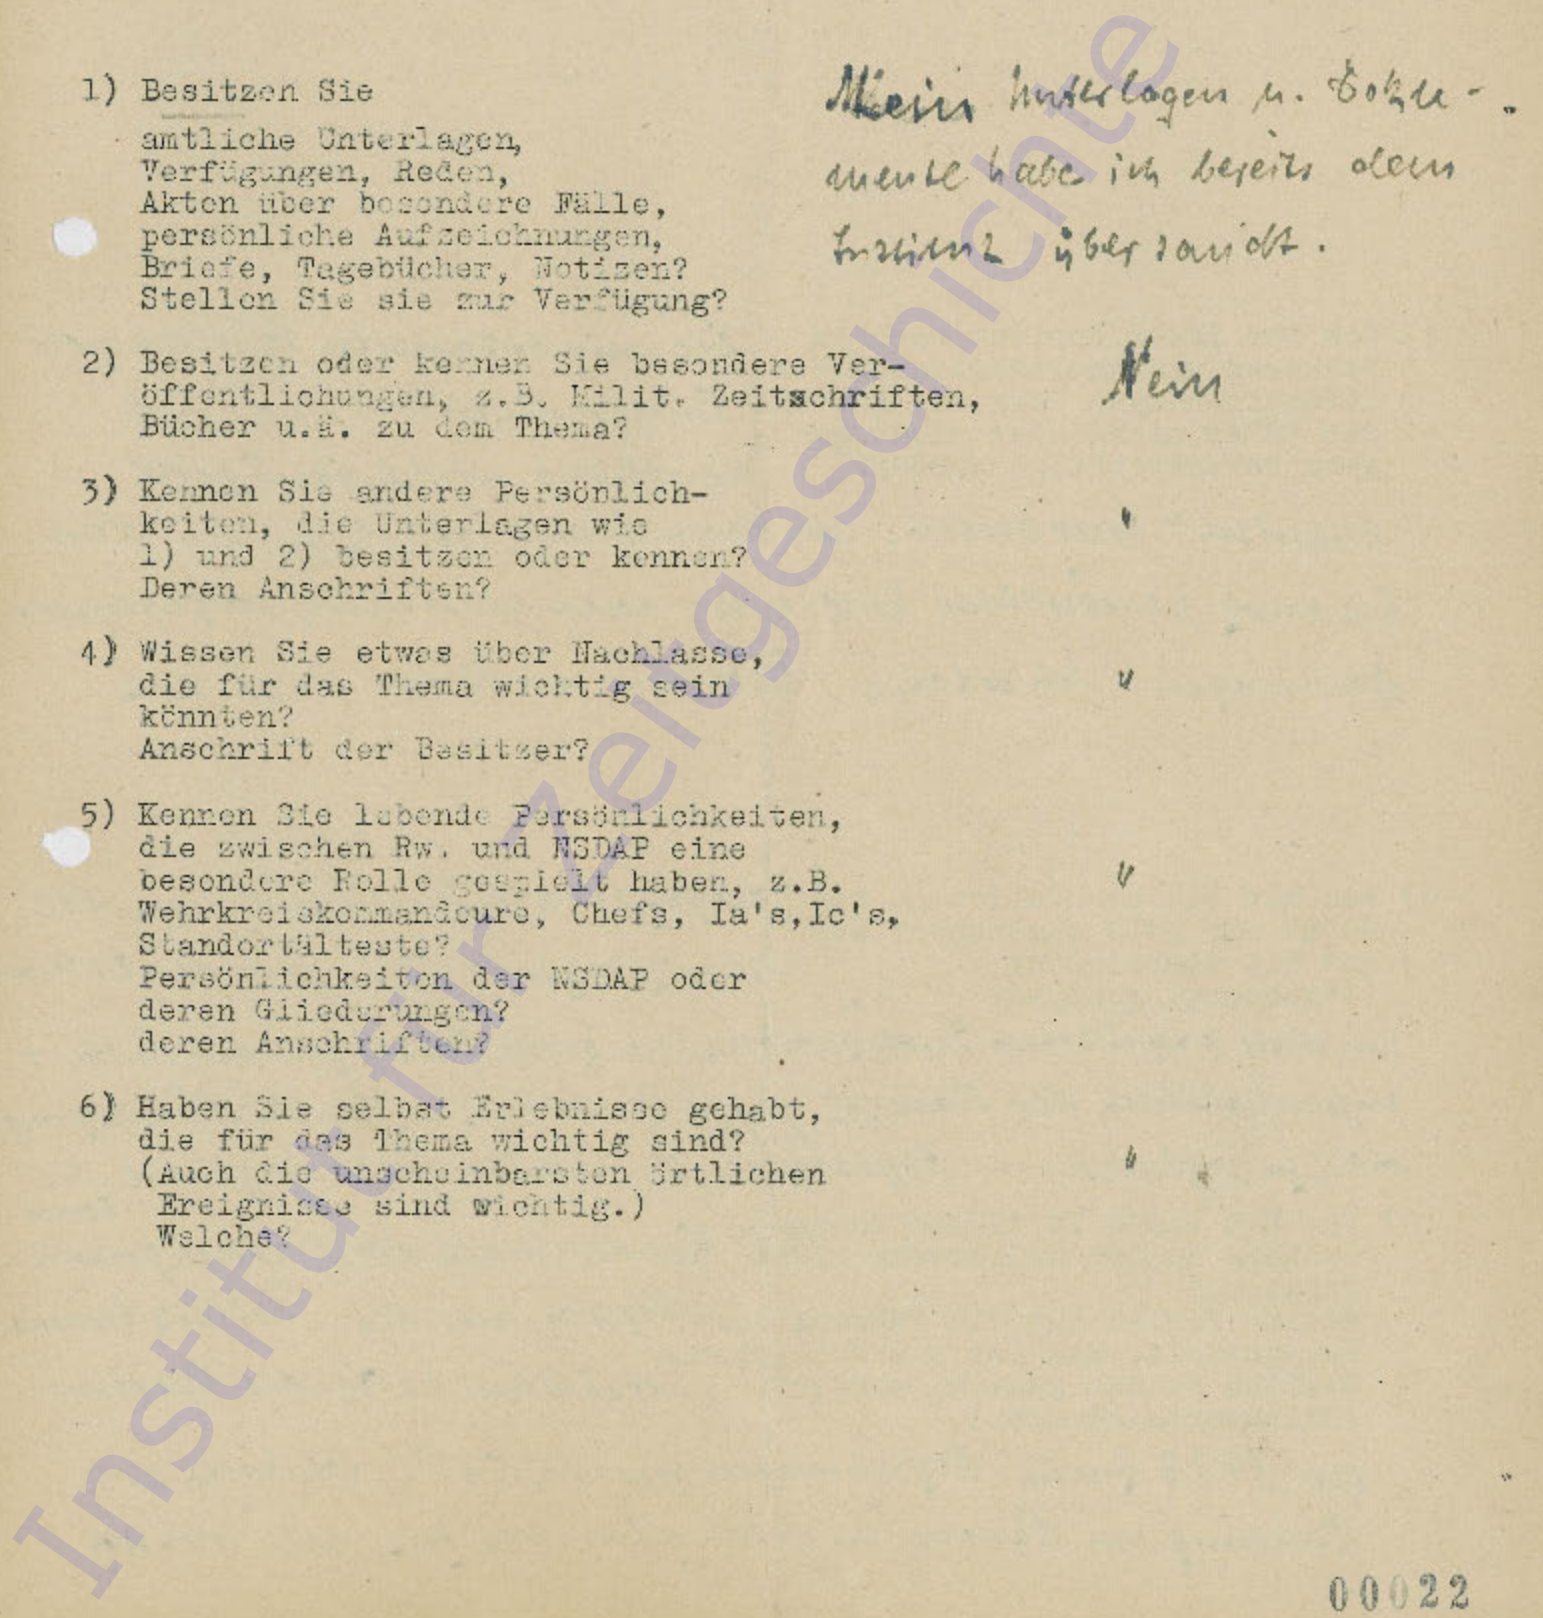 1) Besitzen Sie
amtliche Unterlagen,
Verfügungen, Reden,
Akten über besondere Fälle,
persönliche Aufzeichnungen,
Briefe, Tagebücher, Notizen?
Stellen Sie sie zur Verfügung?
Mein Unterlagen u. Doku-
mente habe ich bereits dem
Institut übersandt.
2) Besitzen oder kennen Sie besondere Ver-
öffentlichungen, z.B. Milit. Zeitschriften,
Bücher u.ä. zu dem Thema?
Nein
3) Kennen Sie andere Persönlich-
keiten, die Unterlagen wie
1) und 2) besitzen oder kennen?
Deren Anschriften?
"
4) Wissen Sie etwas über Nachlasse,
die für das Thema wichtig sein
könnten?
Anschrift der Besitzer?
"
5) Kennen Sie lebende Persönlichkeiten,
die zwischen Rw. und NSDAP eine
besondere Rolle gespielt haben, z.B.
Wehrkreiskommandeure, Chefs, Ia's,Ic's,
Standortälteste?
Persönlichkeiten der NSDAP oder
deren Gliederungen?
deren Anschriften?
"
6) Haben Sie selbst Erlebnisse gehabt,
die für das Thema wichtig sind?
(Auch die unscheinbarsten örtlichen
Ereignisse sind wichtig.)
Welche?
"
Institut für Zeitgeschichte
00022